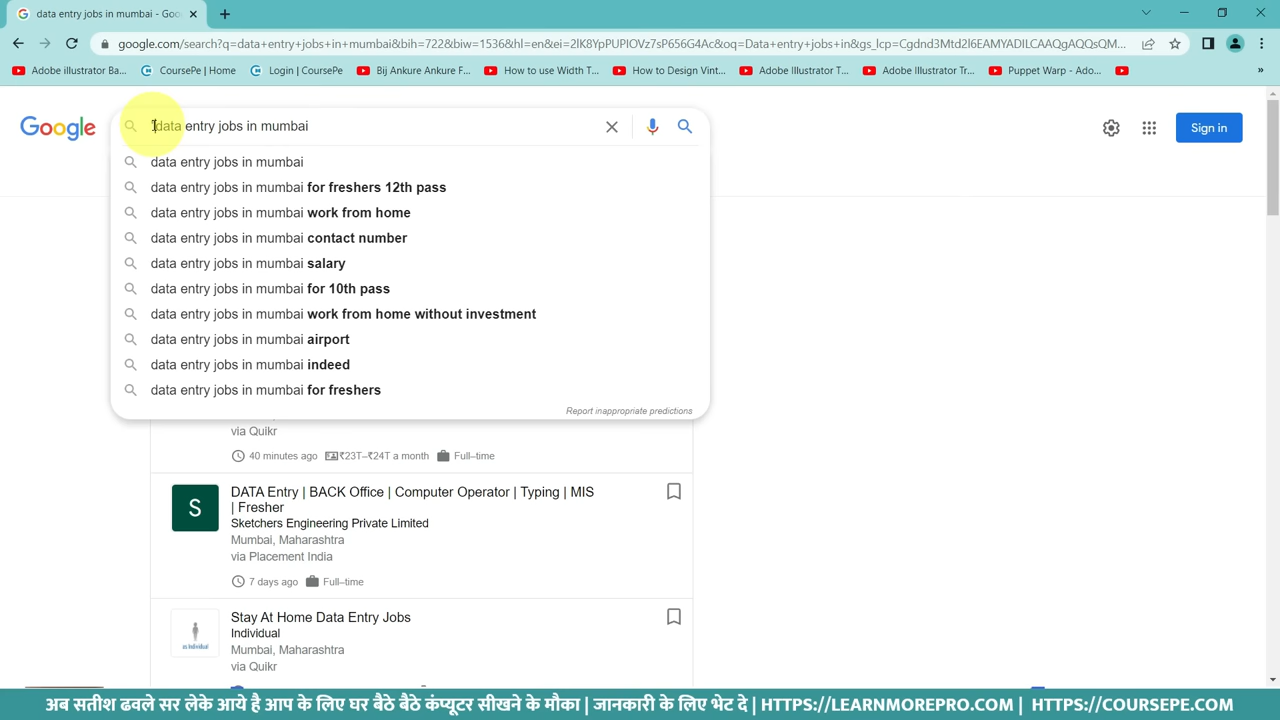 data entry jobs in mumbai - Goo
google.com/search?q=data+entry+jobs+in+mumbai&bih=722&biw=1536&hl=en&ei=2lK8YpPUPIOVz7sP656G4Ac&oq=Data+entry+jobs+in&gs_lcp=Cgdnd3Mtd2l6EAMYADILCAAQgAQQsQM...
Adobe illustrator Ba...
CoursePe | Home
Login | CoursePe
Bij Ankure Ankure F...
How to use Width T...
How to Design Vint...
Adobe Illustrator T...
Adobe Illustrator Tr...
Puppet Warp - Ado...
Google
data entry jobs in mumbai
Sign in
data entry jobs in mumbai
data entry jobs in mumbai for freshers 12th pass
data entry jobs in mumbai work from home
data entry jobs in mumbai contact number
data entry jobs in mumbai salary
data entry jobs in mumbai for 10th pass
data entry jobs in mumbai work from home without investment
data entry jobs in mumbai airport
data entry jobs in mumbai indeed
data entry jobs in mumbai for freshers
Report inappropriate predictions
via Quikr
40 minutes ago ₹23T–₹24T a month Full–time
S
DATA Entry | BACK Office | Computer Operator | Typing | MIS
| Fresher
Sketchers Engineering Private Limited
Mumbai, Maharashtra
via Placement India
7 days ago Full–time
Stay At Home Data Entry Jobs
Individual
Mumbai, Maharashtra
via Quikr
अब सतीश ढवले सर लेके आये है आप के लिए घर बैठे बैठे कंप्यूटर सीखने के मौका | जानकारी के लिए भेट दे | HTTPS://LEARNMOREPRO.COM | HTTPS://COURSEPE.COM